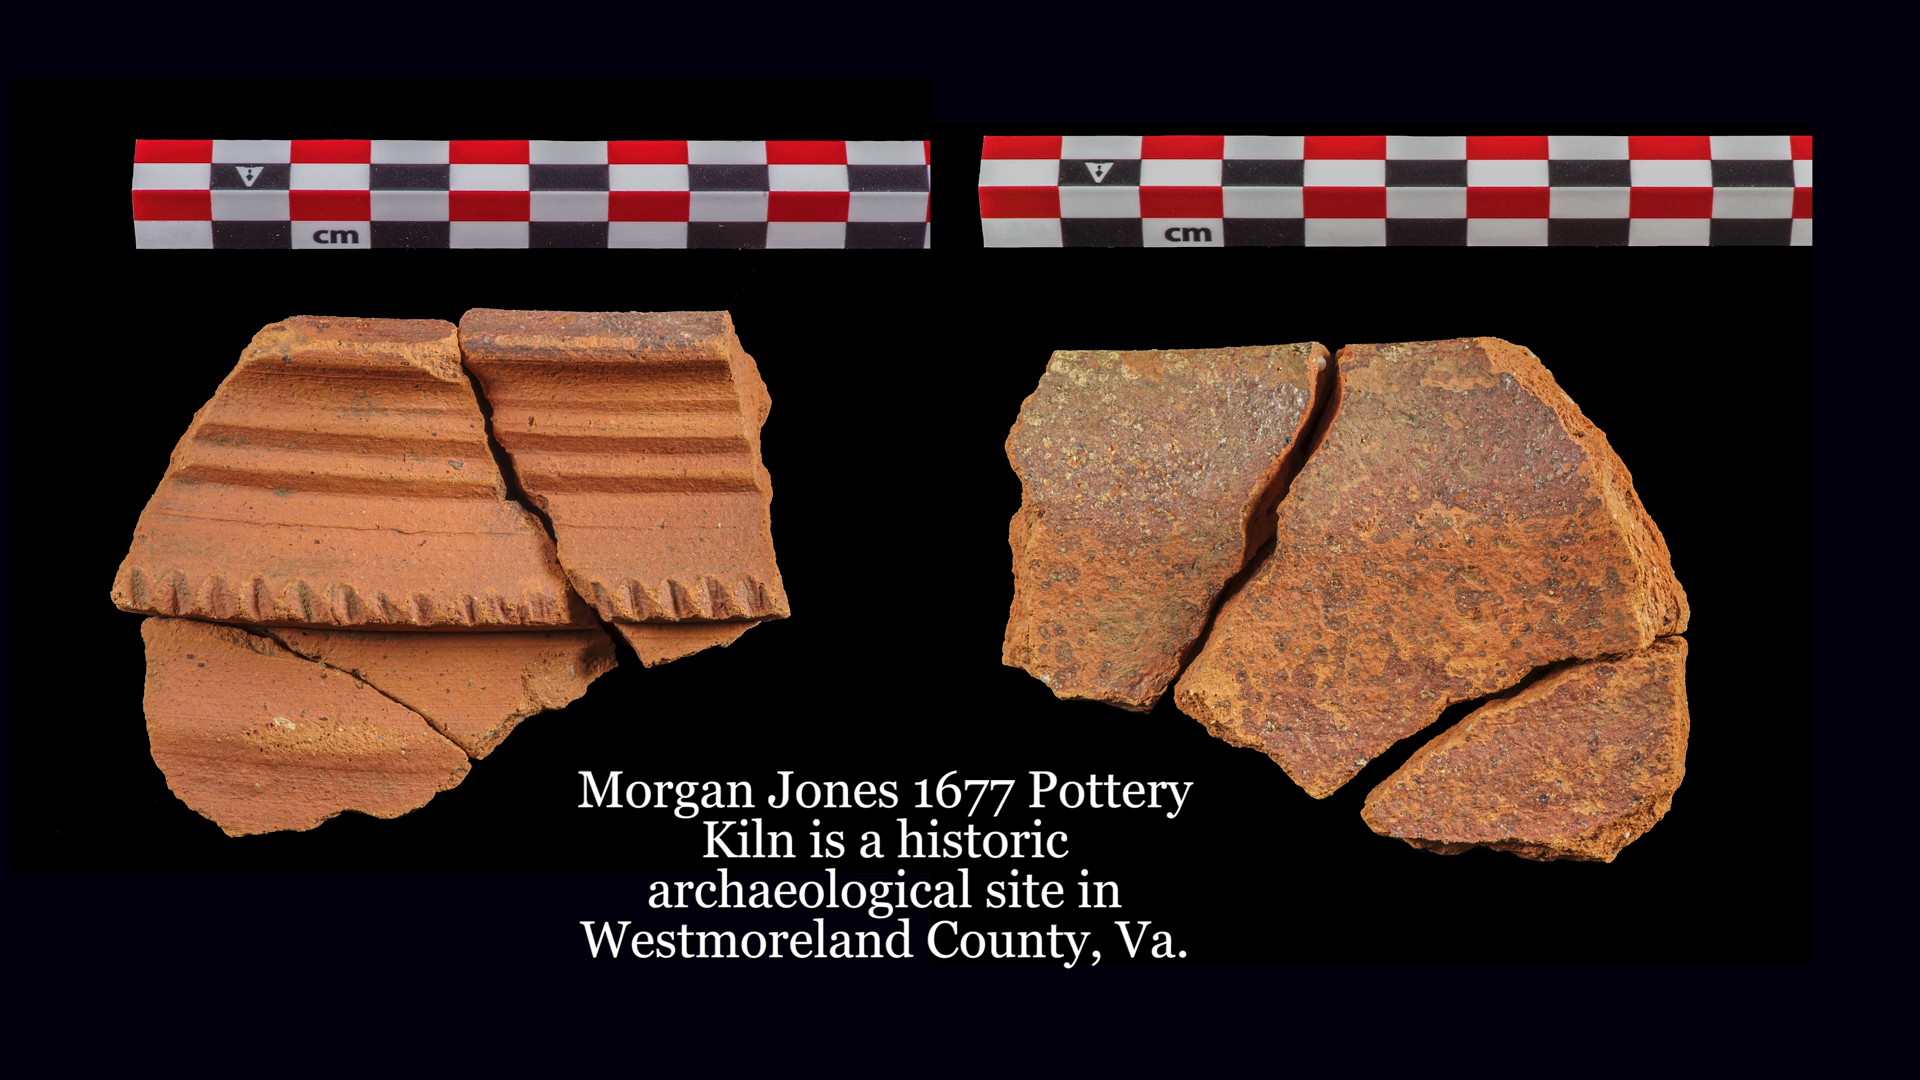 cm
cm
Morgan Jones 1677 Pottery
Kiln is a historic
archaeological site in
Westmoreland County, Va.